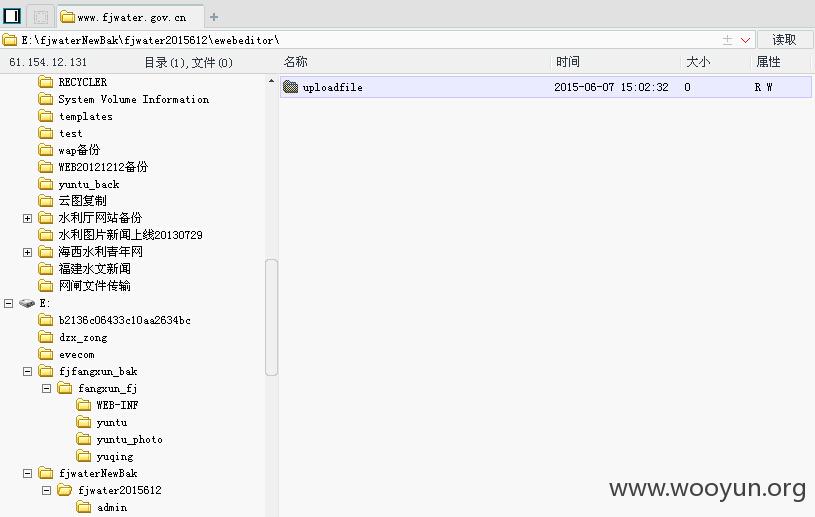 www.fjwater.gov.cn
E:\fjwaterNewBak\fjwater2015612\ewebeditor\ 读取
61.154.12.131 目录(1),文件(0) 名称 时间 大小 属性
uploadfile 2015-06-07 15:02:32 0 R W
RECYCLER
System Volume Information
templates
test
wap备份
WEB20121212备份
yuntu_back
云图复制
水利厅网站备份
水利图片新闻上线20130729
海西水利青年网
福建水文新闻
网闸文件传输
E:
b2136c06433c10aa2634bc
dzx_zong
evecom
fjfangxun_bak
fangxun_fj
WEB-INF
yuntu
yuntu_photo
yuqing
fjwaterNewBak
fjwater2015612
admin
www.wooyun.org